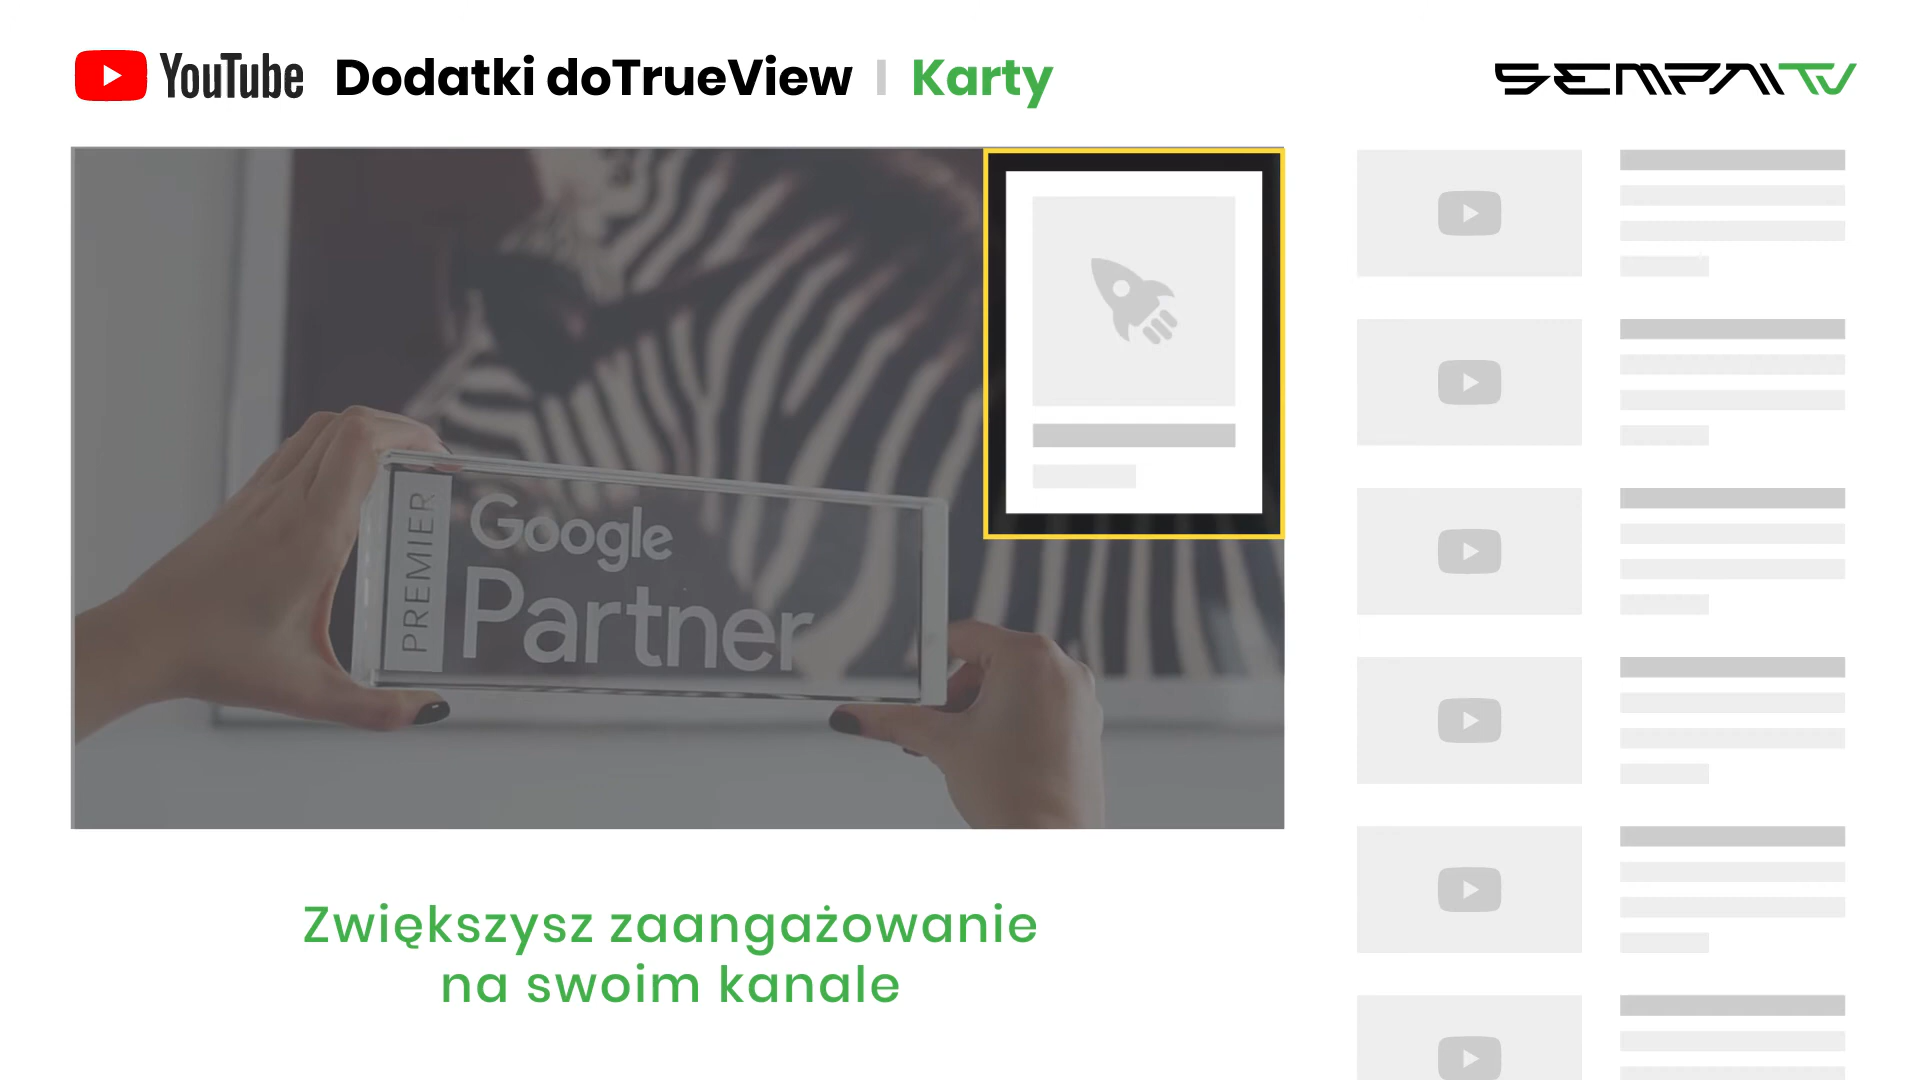 YouTube Dodatki doTrueView | Karty
SEMPAI TV
PREMIER
Google
Partner
Zwiększysz zaangażowanie
na swoim kanale